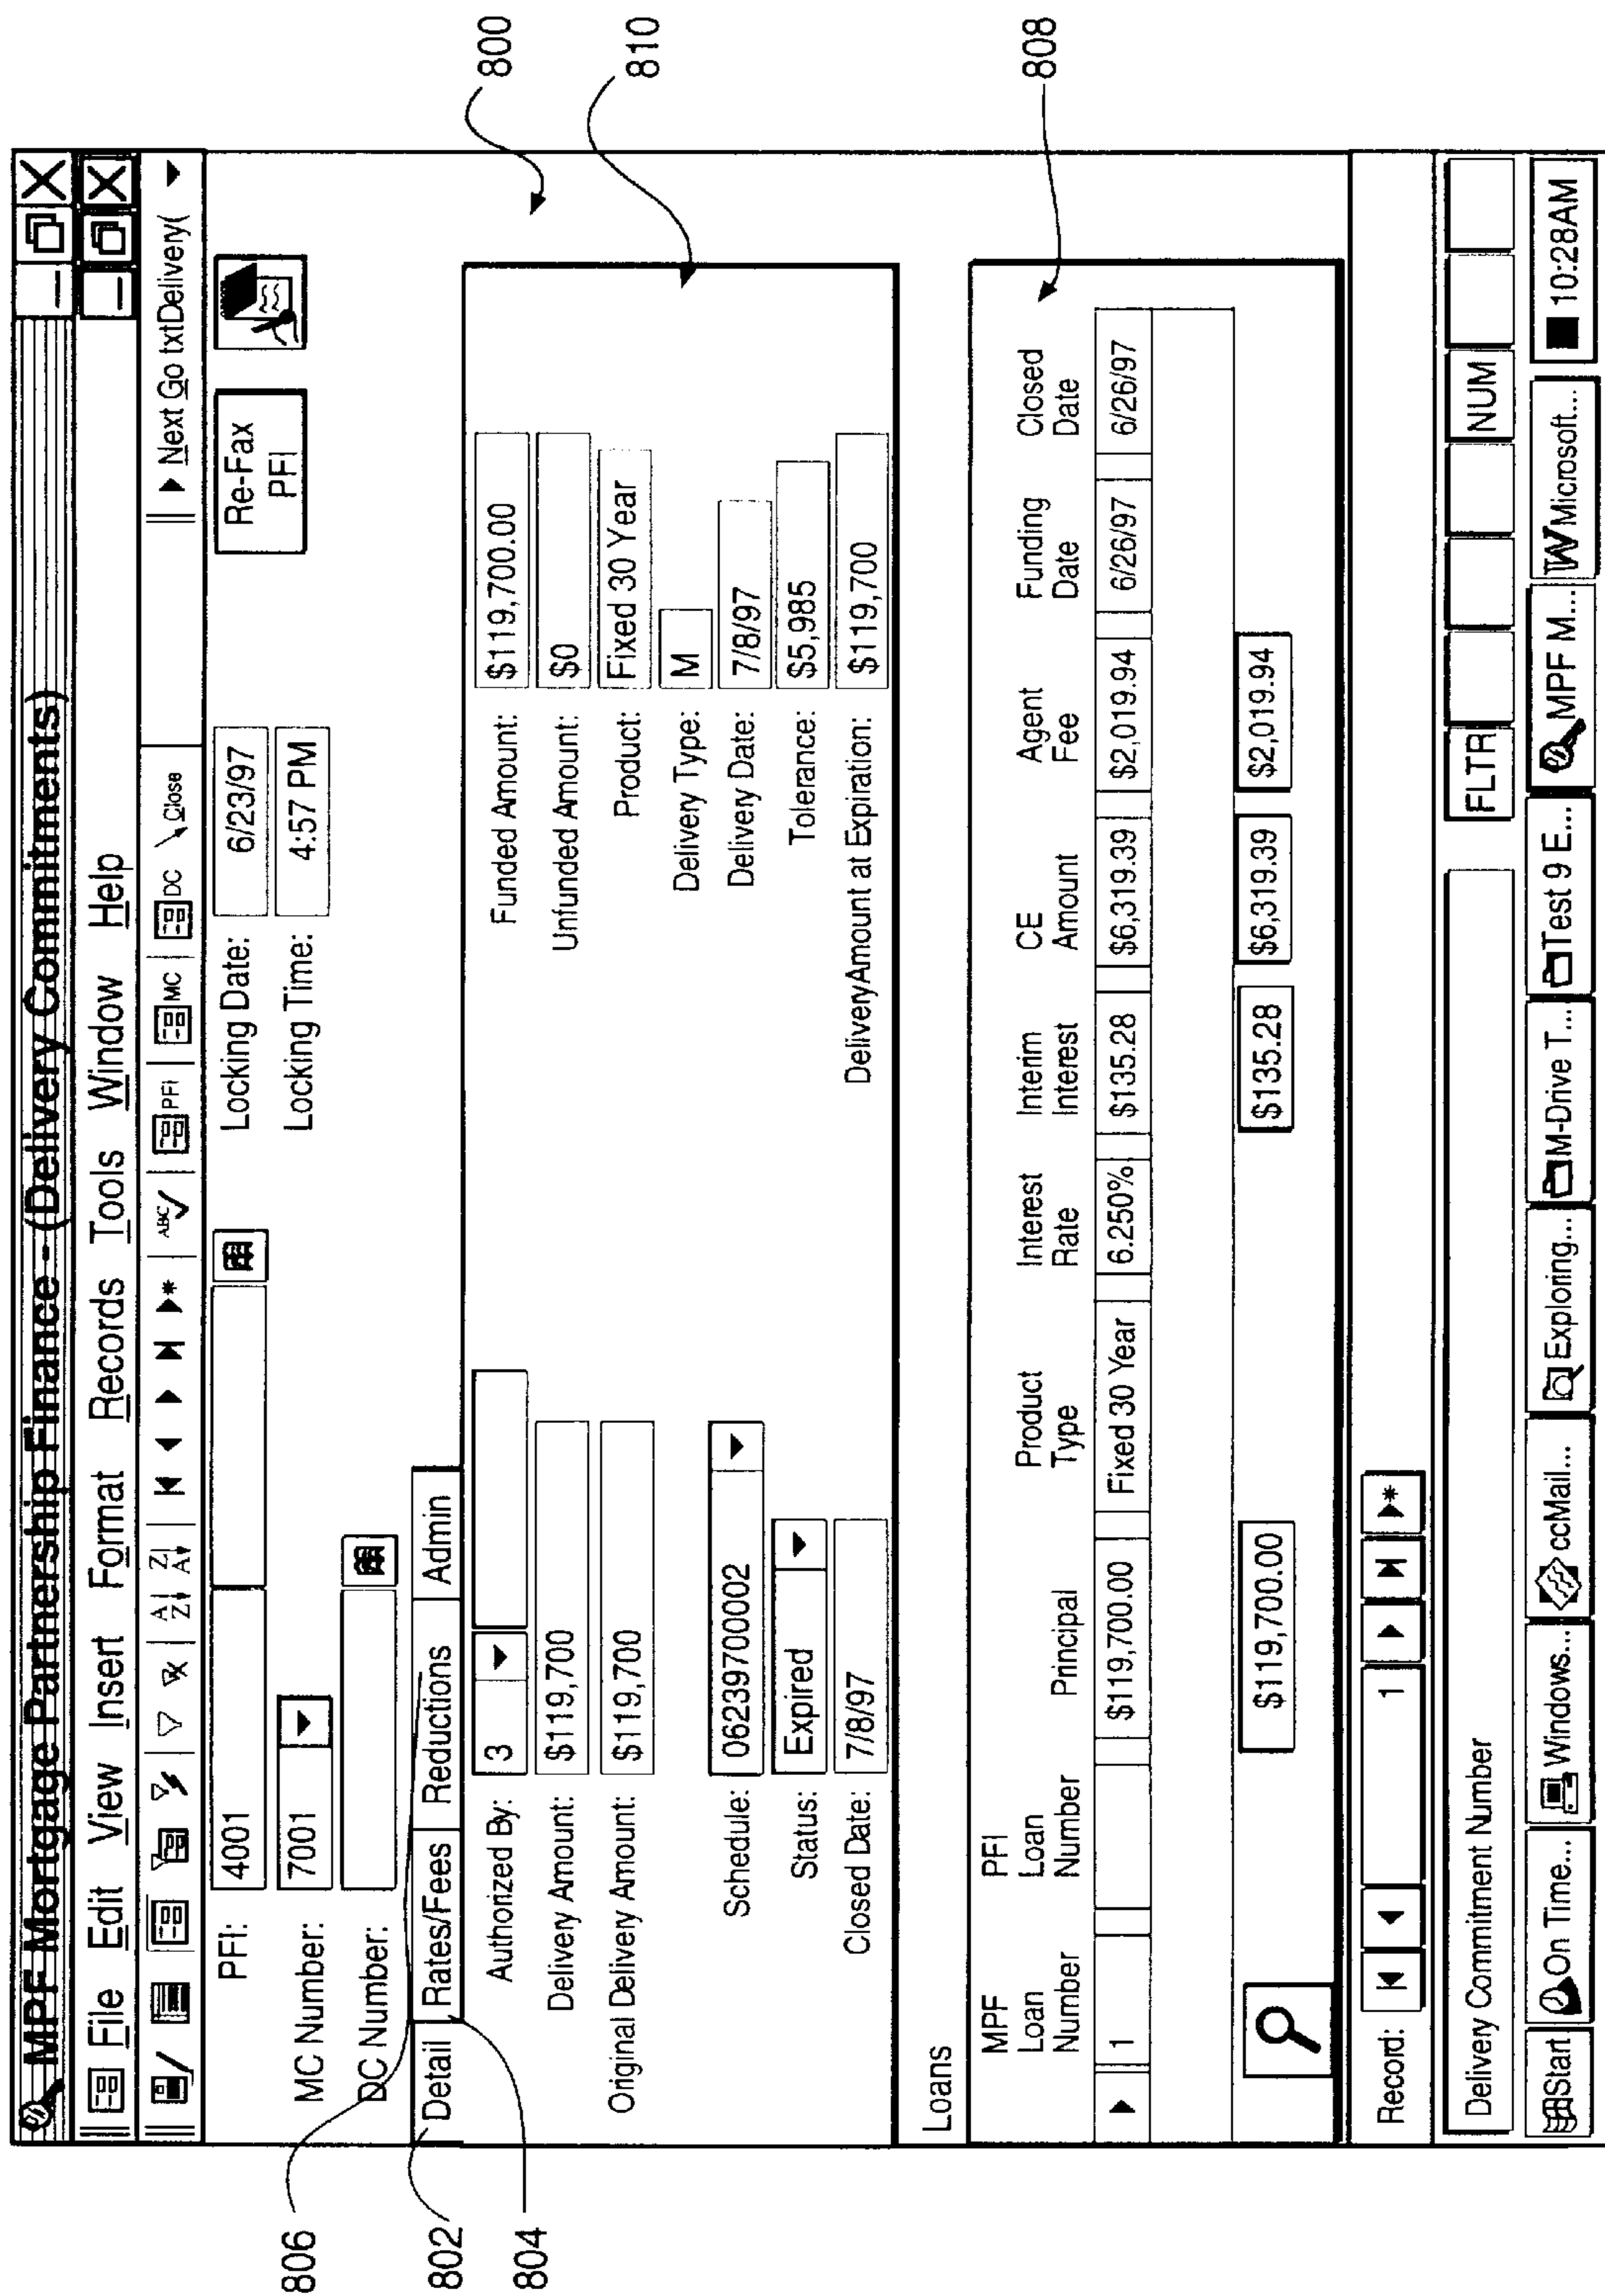 MPF Mortgage Partnership Finance - (Delivery Commitments)
File Edit View Insert Format Records Tools Window Help
A Z Z A ABC PFI MC DC Close Next Go txtDelivery(
PFI: 4001 Locking Date: 6/23/97 Re-Fax PFI
MC Number: 7001 Locking Time: 4:57 PM
DC Number:
Detail Rates/Fees Reductions Admin
Authorized By: 3 Funded Amount: $119,700.00
Delivery Amount: $119,700 Unfunded Amount: $0
Original Delivery Amount: $119,700 Product: Fixed 30 Year
Delivery Type: M
Schedule: 06239700002 Delivery Date: 7/8/97
Status: Expired Tolerance: $5,985
Closed Date: 7/8/97 DeliveryAmount at Expiration: $119,700
Loans
MPF Loan Number PFI Loan Number Principal Product Type Interest Rate Interim Interest CE Amount Agent Fee Funding Date Closed Date
1 $119,700.00 Fixed 30 Year 6.250% $135.28 $6,319.39 $2,019.94 6/26/97 6/26/97
$119,700.00 $135.28 $6,319.39 $2,019.94
Record: 1
Delivery Commitment Number FLTR NUM
Start On Time... Windows... ccMail... Exploring... M-Drive T... Test 9 E... MPF M... W Microsoft... 10:28AM
800
810
808
806
802
804